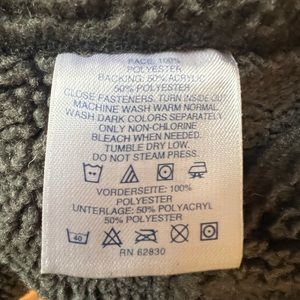 FACE: 100%
POLYESTER
BACKING: 50% ACRYLIC
50% POLYESTER
CLOSE FASTENERS. TURN INSIDE OUT
MACHINE WASH WARM NORMAL.
WASH DARK COLORS SEPARATELY
ONLY NON-CHLORINE
BLEACH WHEN NEEDED.
TUMBLE DRY LOW.
DO NOT STEAM PRESS.
VORDERSEITE: 100%
POLYESTER
UNTERLAGE: 50% POLYACRYL
50% POLYESTER
40
RN 62830